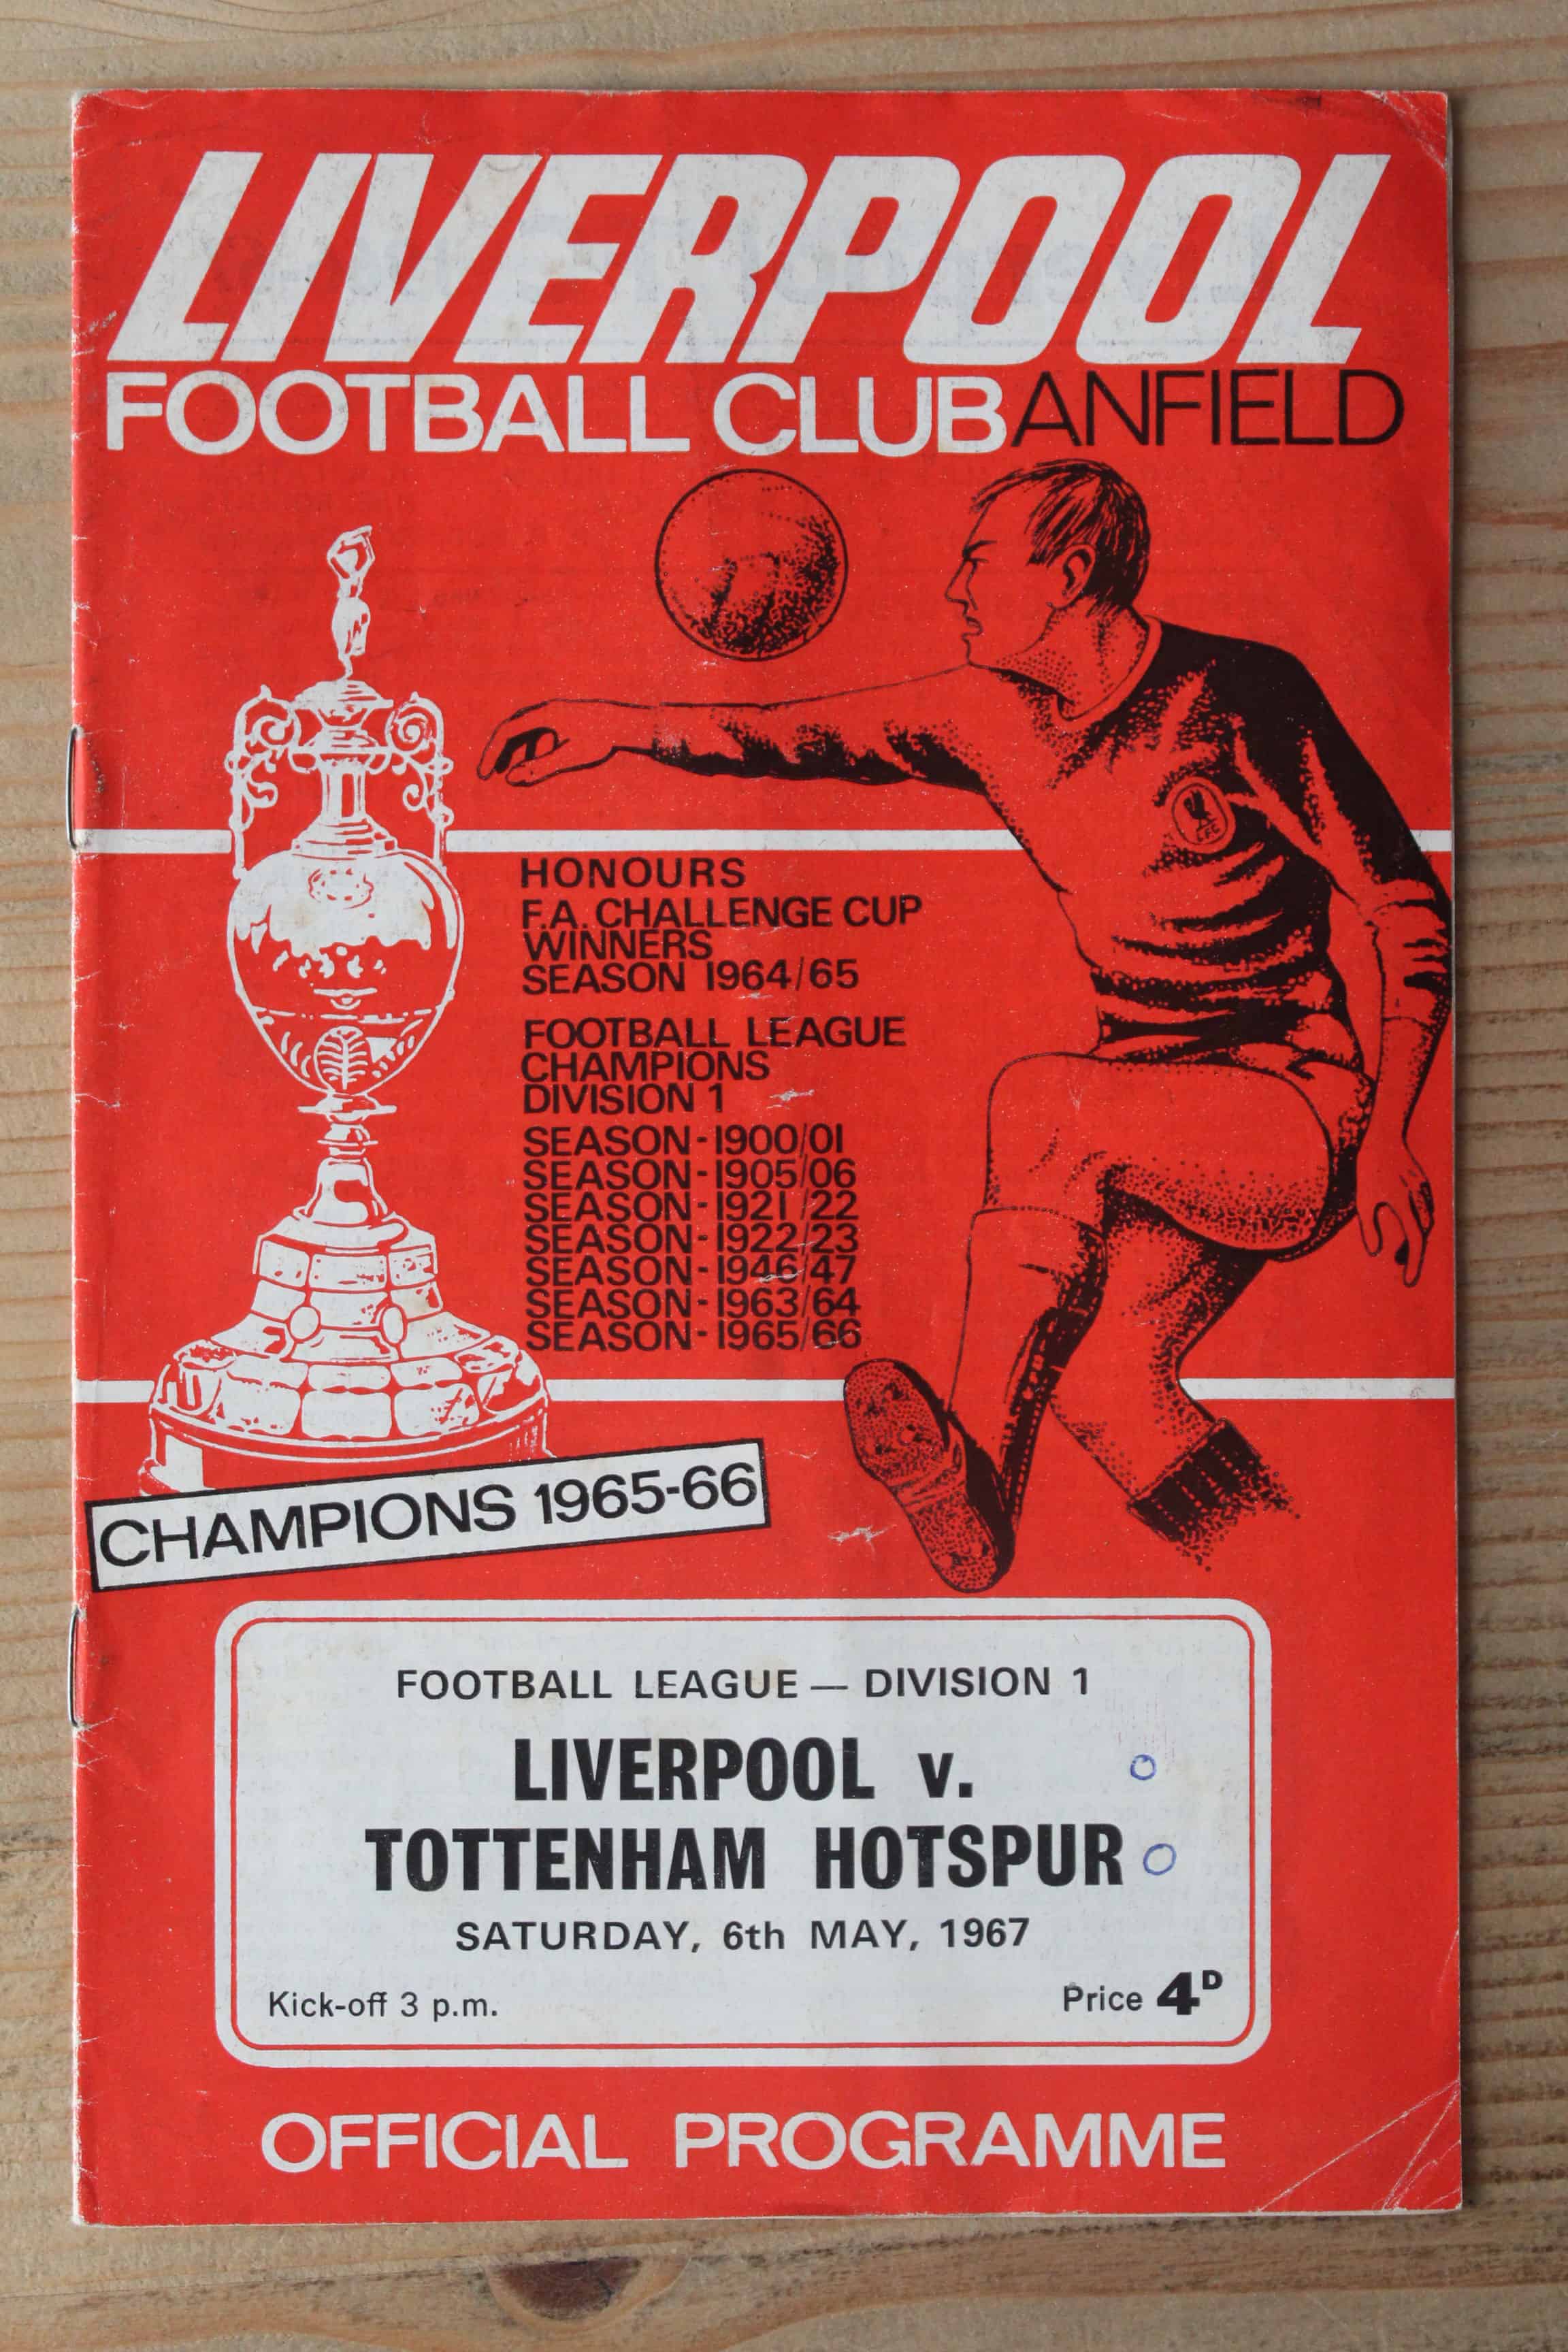 LIVERPOOL
FOOTBALL CLUB ANFIELD
LFC
HONOURS
F.A. CHALLENGE CUP
WINNERS
SEASON 1964/65
FOOTBALL LEAGUE
CHAMPIONS
DIVISION 1
SEASON - 1900/01
SEASON - 1905/06
SEASON - 1921/22
SEASON - 1922/23
SEASON - 1946/47
SEASON - 1963/64
SEASON - 1965/66
CHAMPIONS 1965-66
FOOTBALL LEAGUE — DIVISION 1
LIVERPOOL v. O
TOTTENHAM HOTSPUR O
SATURDAY, 6th MAY, 1967
Kick-off 3 p.m. Price 4D
OFFICIAL PROGRAMME